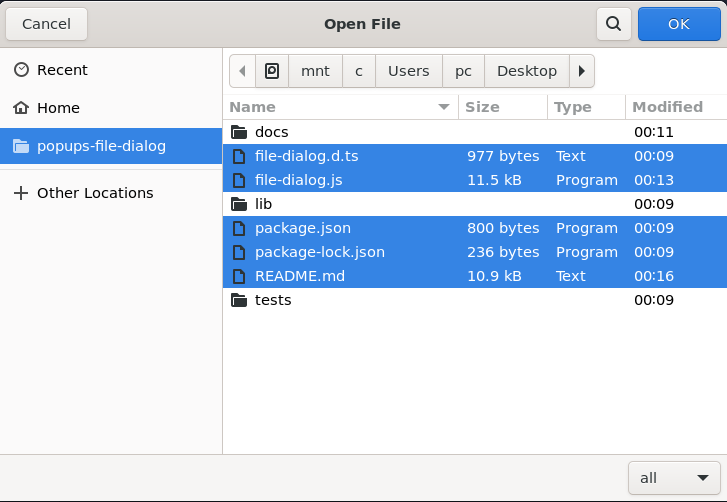 Cancel Open File OK
Recent
Home
popups-file-dialog
Other Locations
mnt c Users pc Desktop
Name Size Type Modified
docs 00:11
file-dialog.d.ts 977 bytes Text 00:09
file-dialog.js 11.5 kB Program 00:13
lib 00:09
package.json 800 bytes Program 00:09
package-lock.json 236 bytes Program 00:09
README.md 10.9 kB Text 00:16
tests 00:09
all